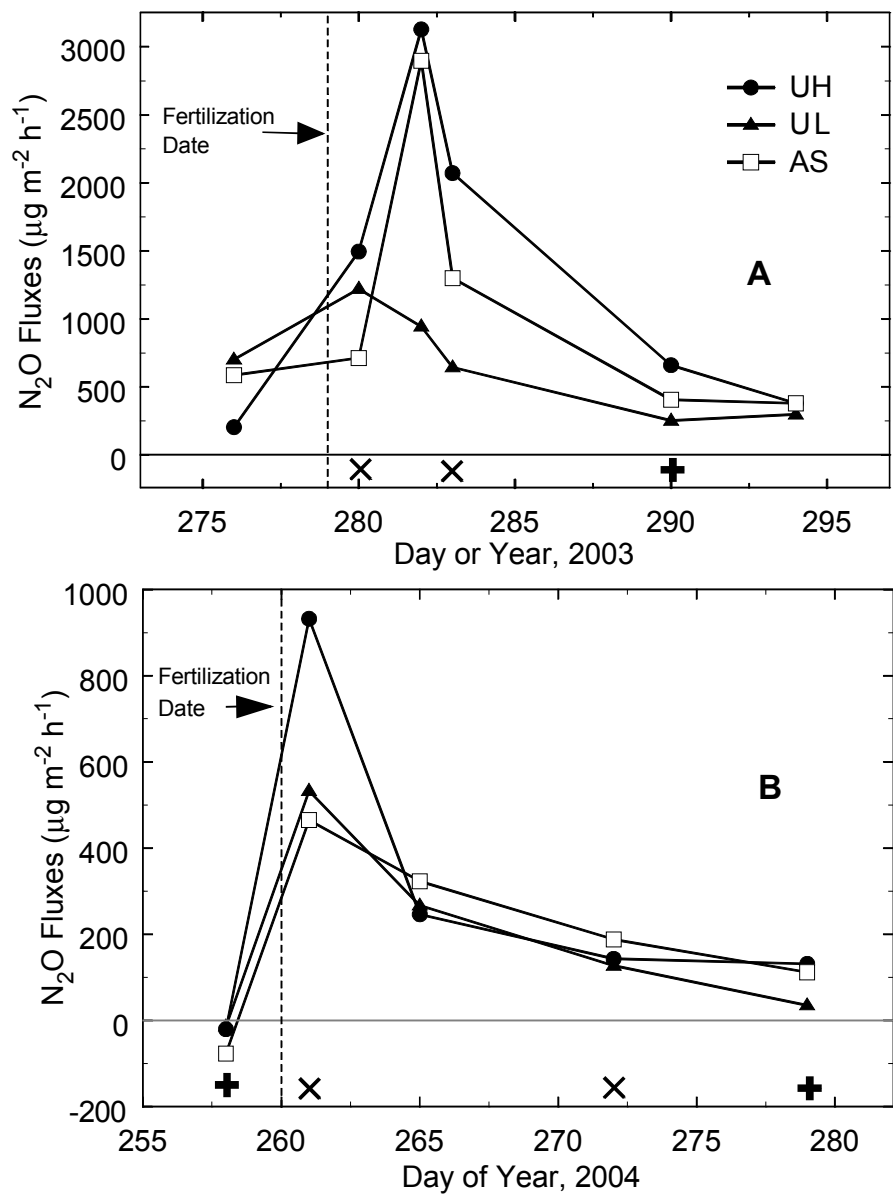 3000
2500
2000
1500
1000
500
0
N₂O Fluxes (µg m⁻² h⁻¹)
Fertilization
Date
UH
UL
AS
A
275 280 285 290 295
Day or Year, 2003
1000
800
600
400
200
0
-200
N₂O Fluxes (µg m⁻² h⁻¹)
Fertilization
Date
B
255 260 265 270 275 280
Day of Year, 2004